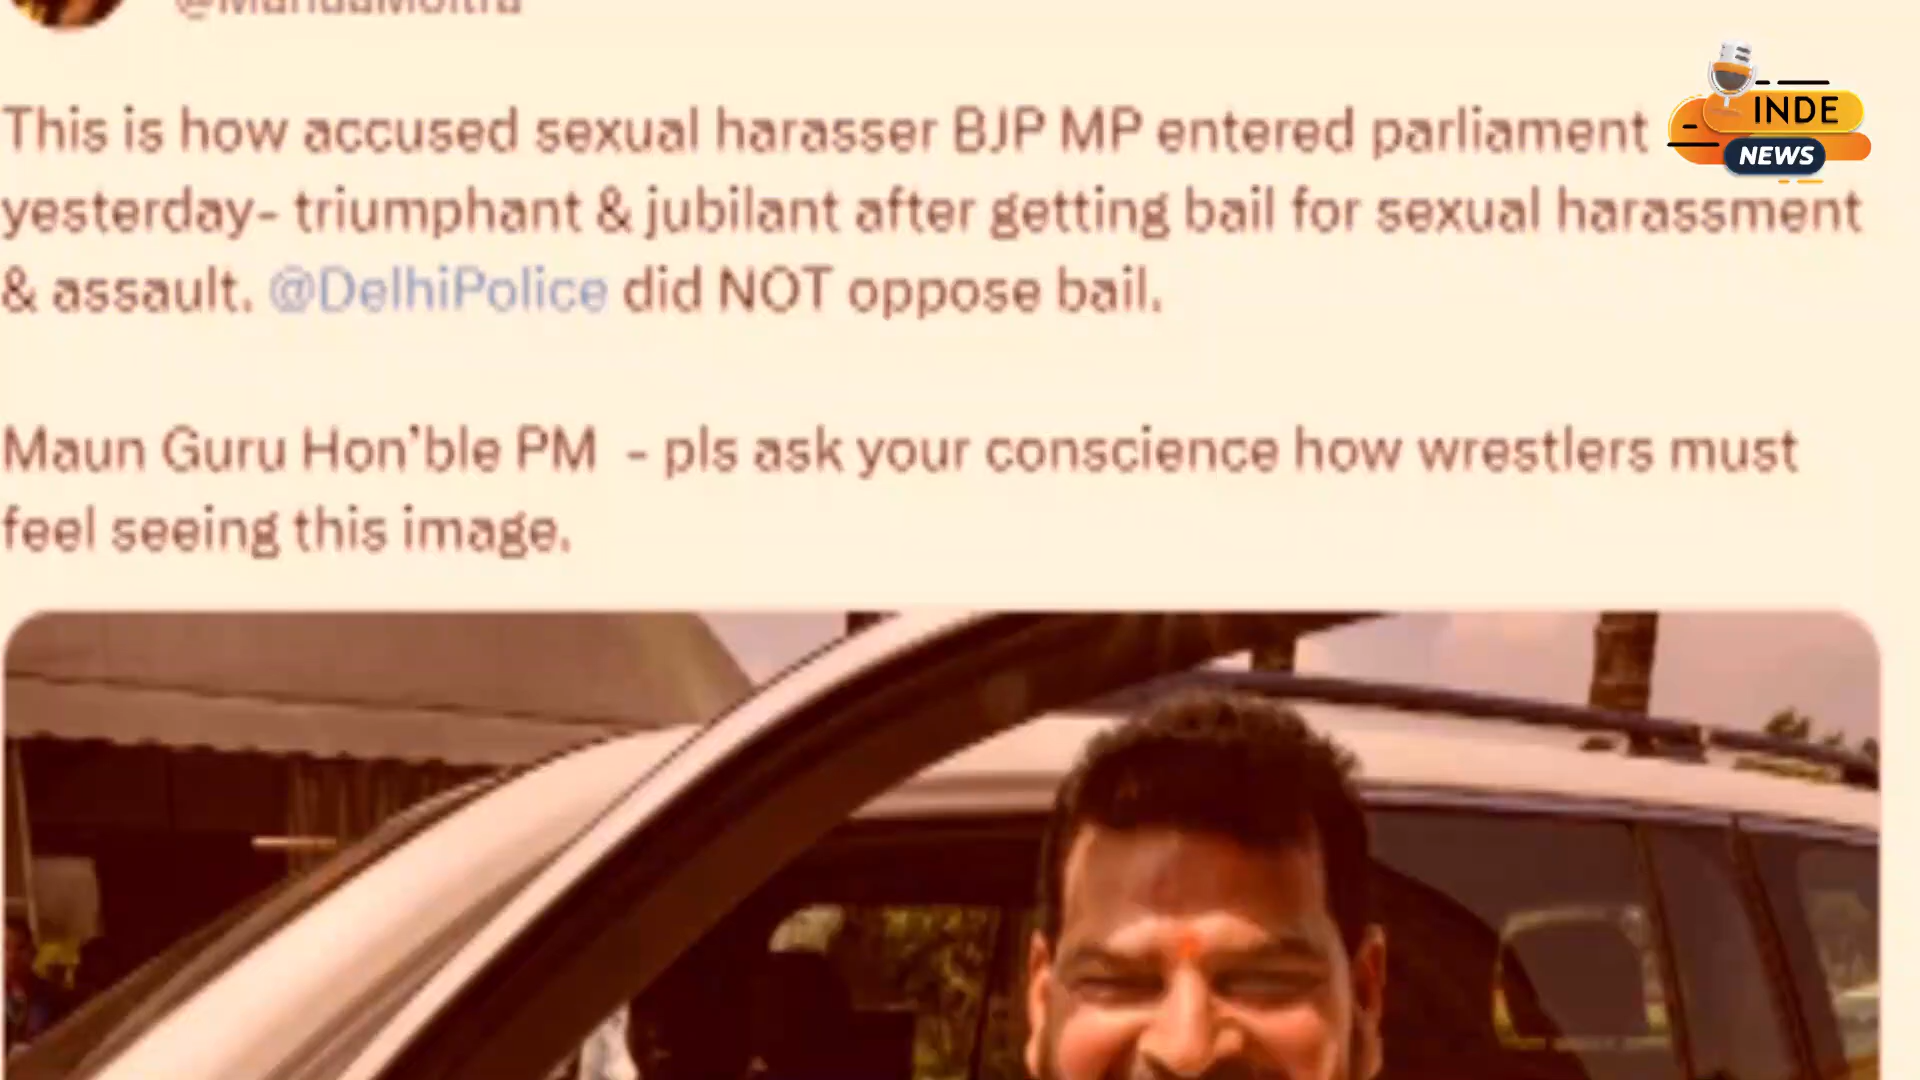 @MahuaMoitra
This is how accused sexual harasser BJP MP entered parliament
yesterday- triumphant & jubilant after getting bail for sexual harassment
& assault. @DelhiPolice did NOT oppose bail.
Maun Guru Hon'ble PM - pls ask your conscience how wrestlers must
feel seeing this image.
INDE
NEWS